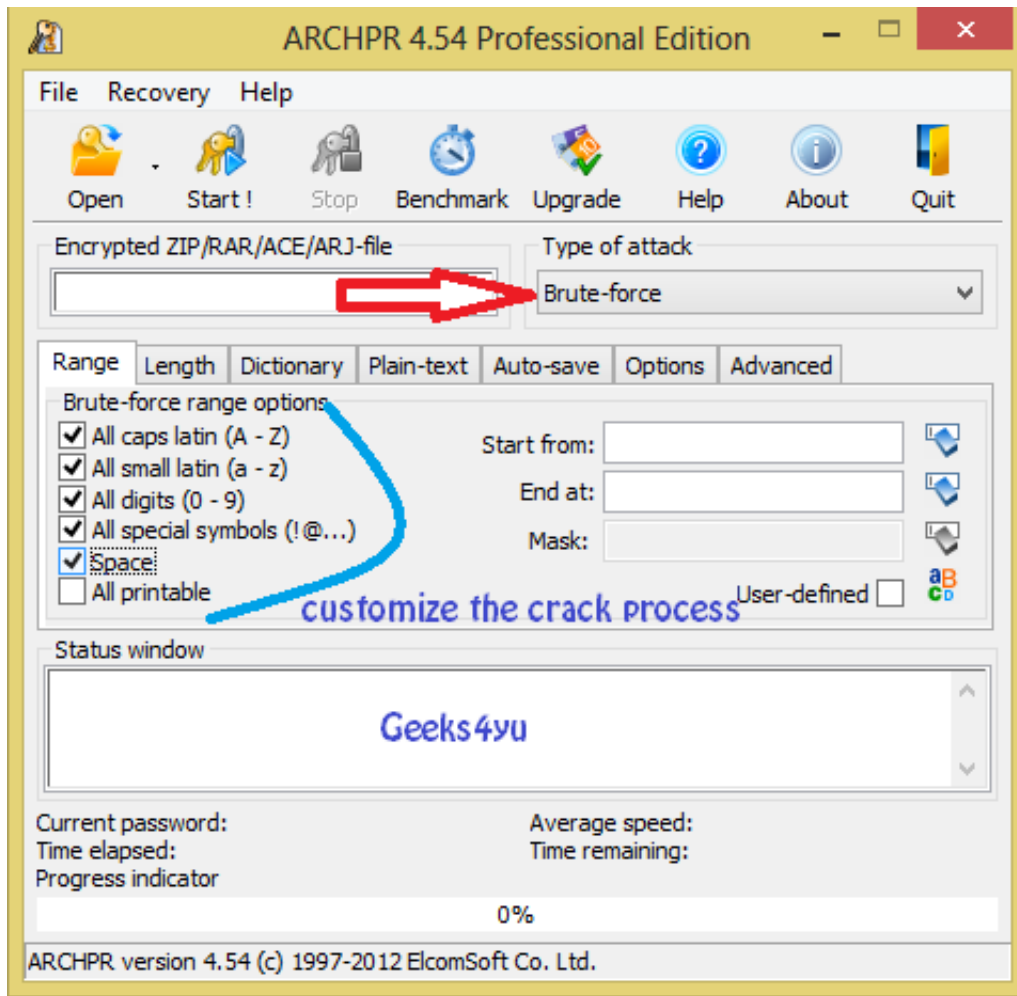 ARCHPR 4.54 Professional Edition
File Recovery Help
Open Start ! Stop Benchmark Upgrade Help About Quit
Encrypted ZIP/RAR/ACE/ARJ-file
Type of attack
Brute-force
Range Length Dictionary Plain-text Auto-save Options Advanced
Brute-force range options
All caps latin (A - Z)
All small latin (a - z)
All digits (0 - 9)
All special symbols (!@...)
Space
All printable
Start from:
End at:
Mask:
User-defined
aBCD
customize the crack process
Status window
Geeks4yu
Current password:
Average speed:
Time elapsed:
Time remaining:
Progress indicator
0%
ARCHPR version 4.54 (c) 1997-2012 ElcomSoft Co. Ltd.